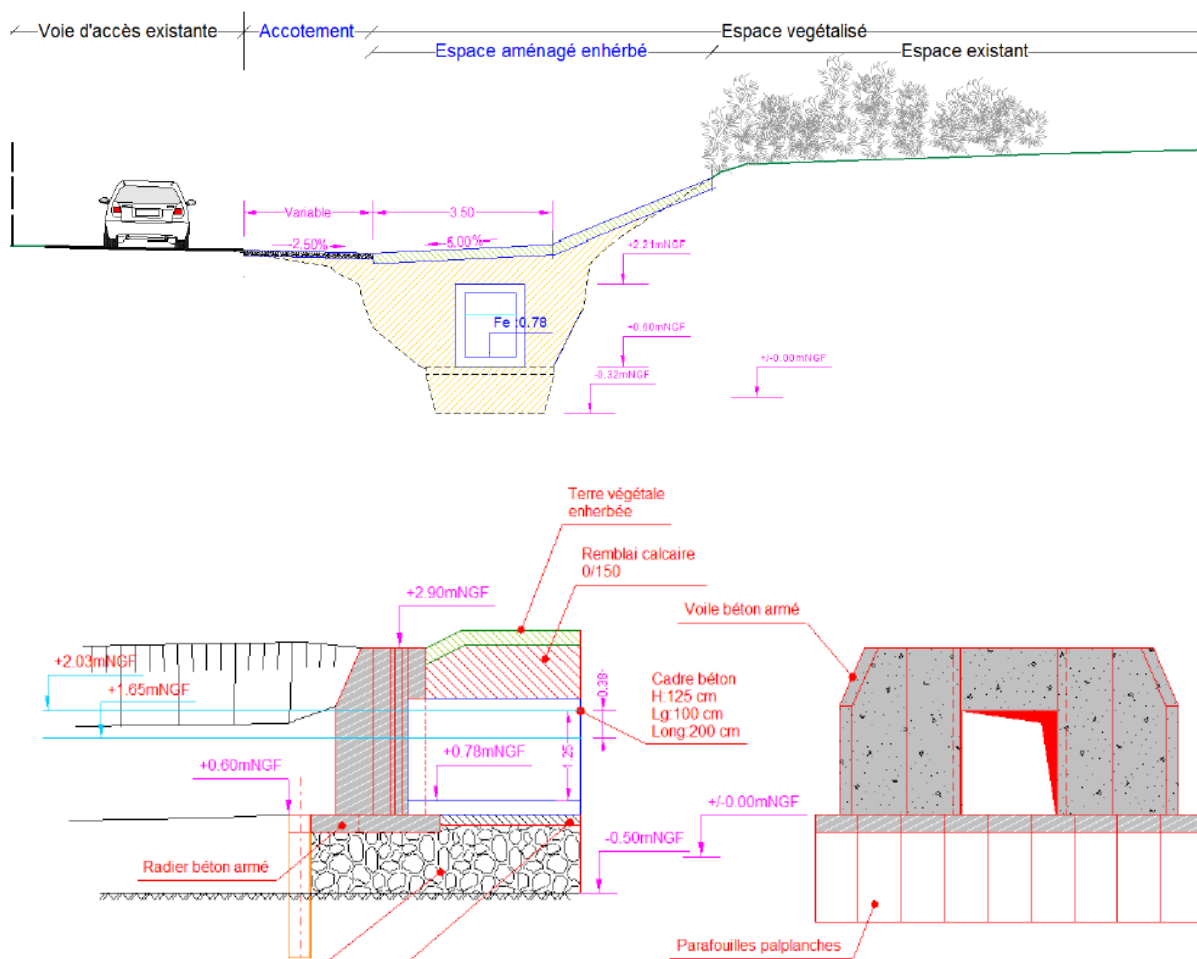 Voie d'accès existante
Accotement
Espace vegétalisé
Espace aménagé enhérbé
Espace existant
Variable
3.50
-2.50%
-5.00%
+2.21mNGF
Fe :0.78
+0.60mNGF
-0.32mNGF
+/-0.00mNGF
Terre végétale
enherbée
Remblai calcaire
0/150
+2.90mNGF
Voile béton armé
+2.03mNGF
+1.65mNGF
-0.38
Cadre béton
H:125 cm
Lg:100 cm
Long:200 cm
1.25
+0.78mNGF
+0.60mNGF
+/-0.00mNGF
-0.50mNGF
Radier béton armé
Parafouilles palplanches